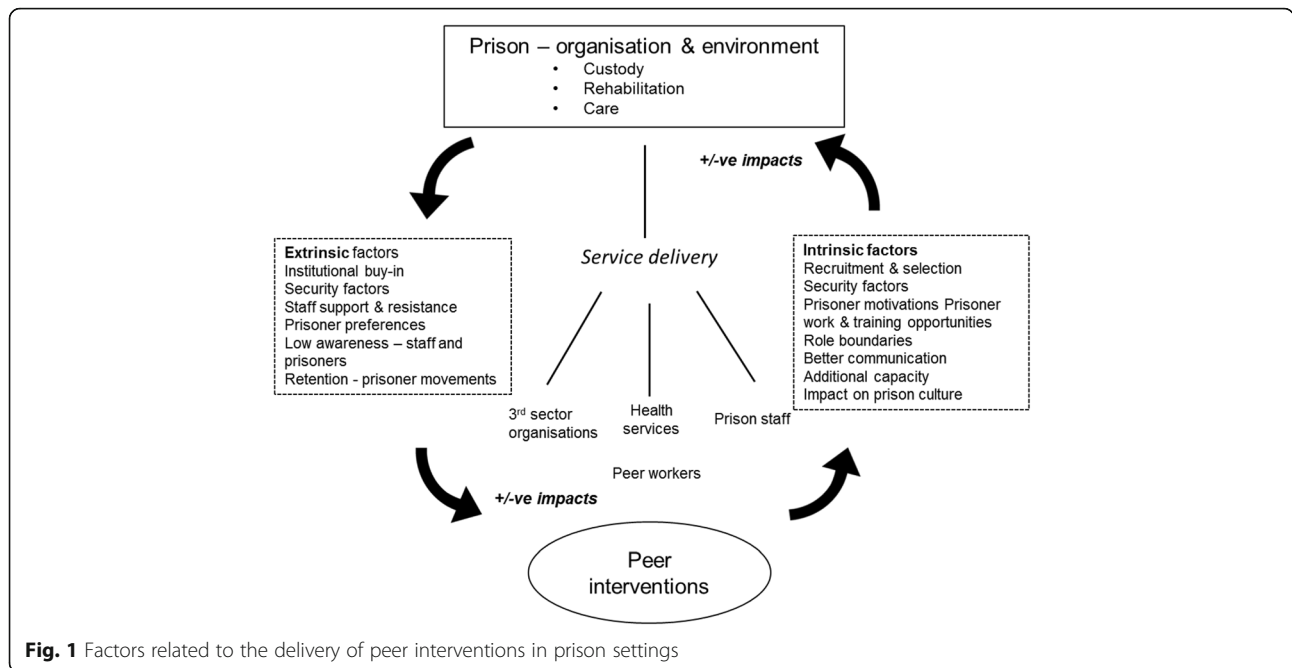 Prison – organisation & environment
• Custody
• Rehabilitation
• Care
+/-ve impacts
Extrinsic factors
Institutional buy-in
Security factors
Staff support & resistance
Prisoner preferences
Low awareness – staff and
prisoners
Retention - prisoner movements
Service delivery
Intrinsic factors
Recruitment & selection
Security factors
Prisoner motivations Prisoner
work & training opportunities
Role boundaries
Better communication
Additional capacity
Impact on prison culture
3rd sector
organisations
Health
services
Prison staff
Peer workers
+/-ve impacts
Peer
interventions
Fig. 1 Factors related to the delivery of peer interventions in prison settings